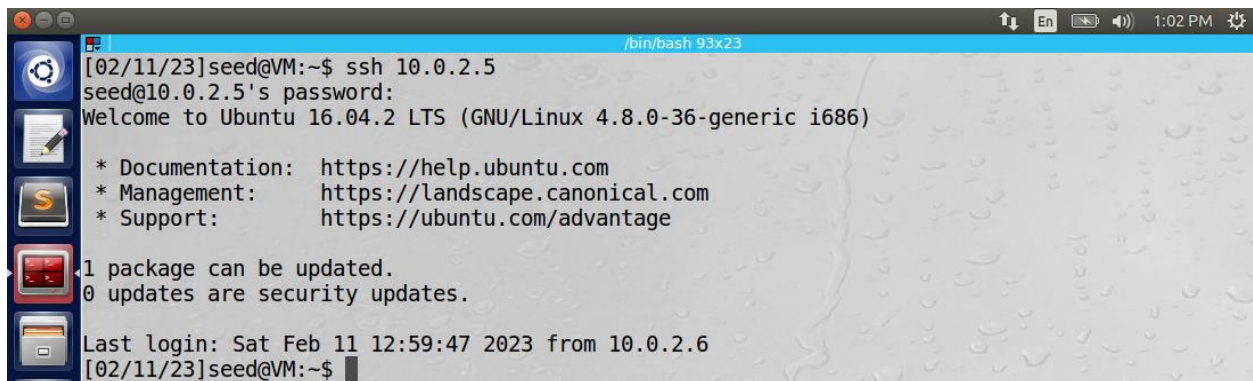 En 1:02 PM
/bin/bash 93x23
[02/11/23]seed@VM:~$ ssh 10.0.2.5
seed@10.0.2.5's password:
Welcome to Ubuntu 16.04.2 LTS (GNU/Linux 4.8.0-36-generic i686)
* Documentation:  https://help.ubuntu.com
* Management:     https://landscape.canonical.com
* Support:        https://ubuntu.com/advantage
1 package can be updated.
0 updates are security updates.
Last login: Sat Feb 11 12:59:47 2023 from 10.0.2.6
[02/11/23]seed@VM:~$